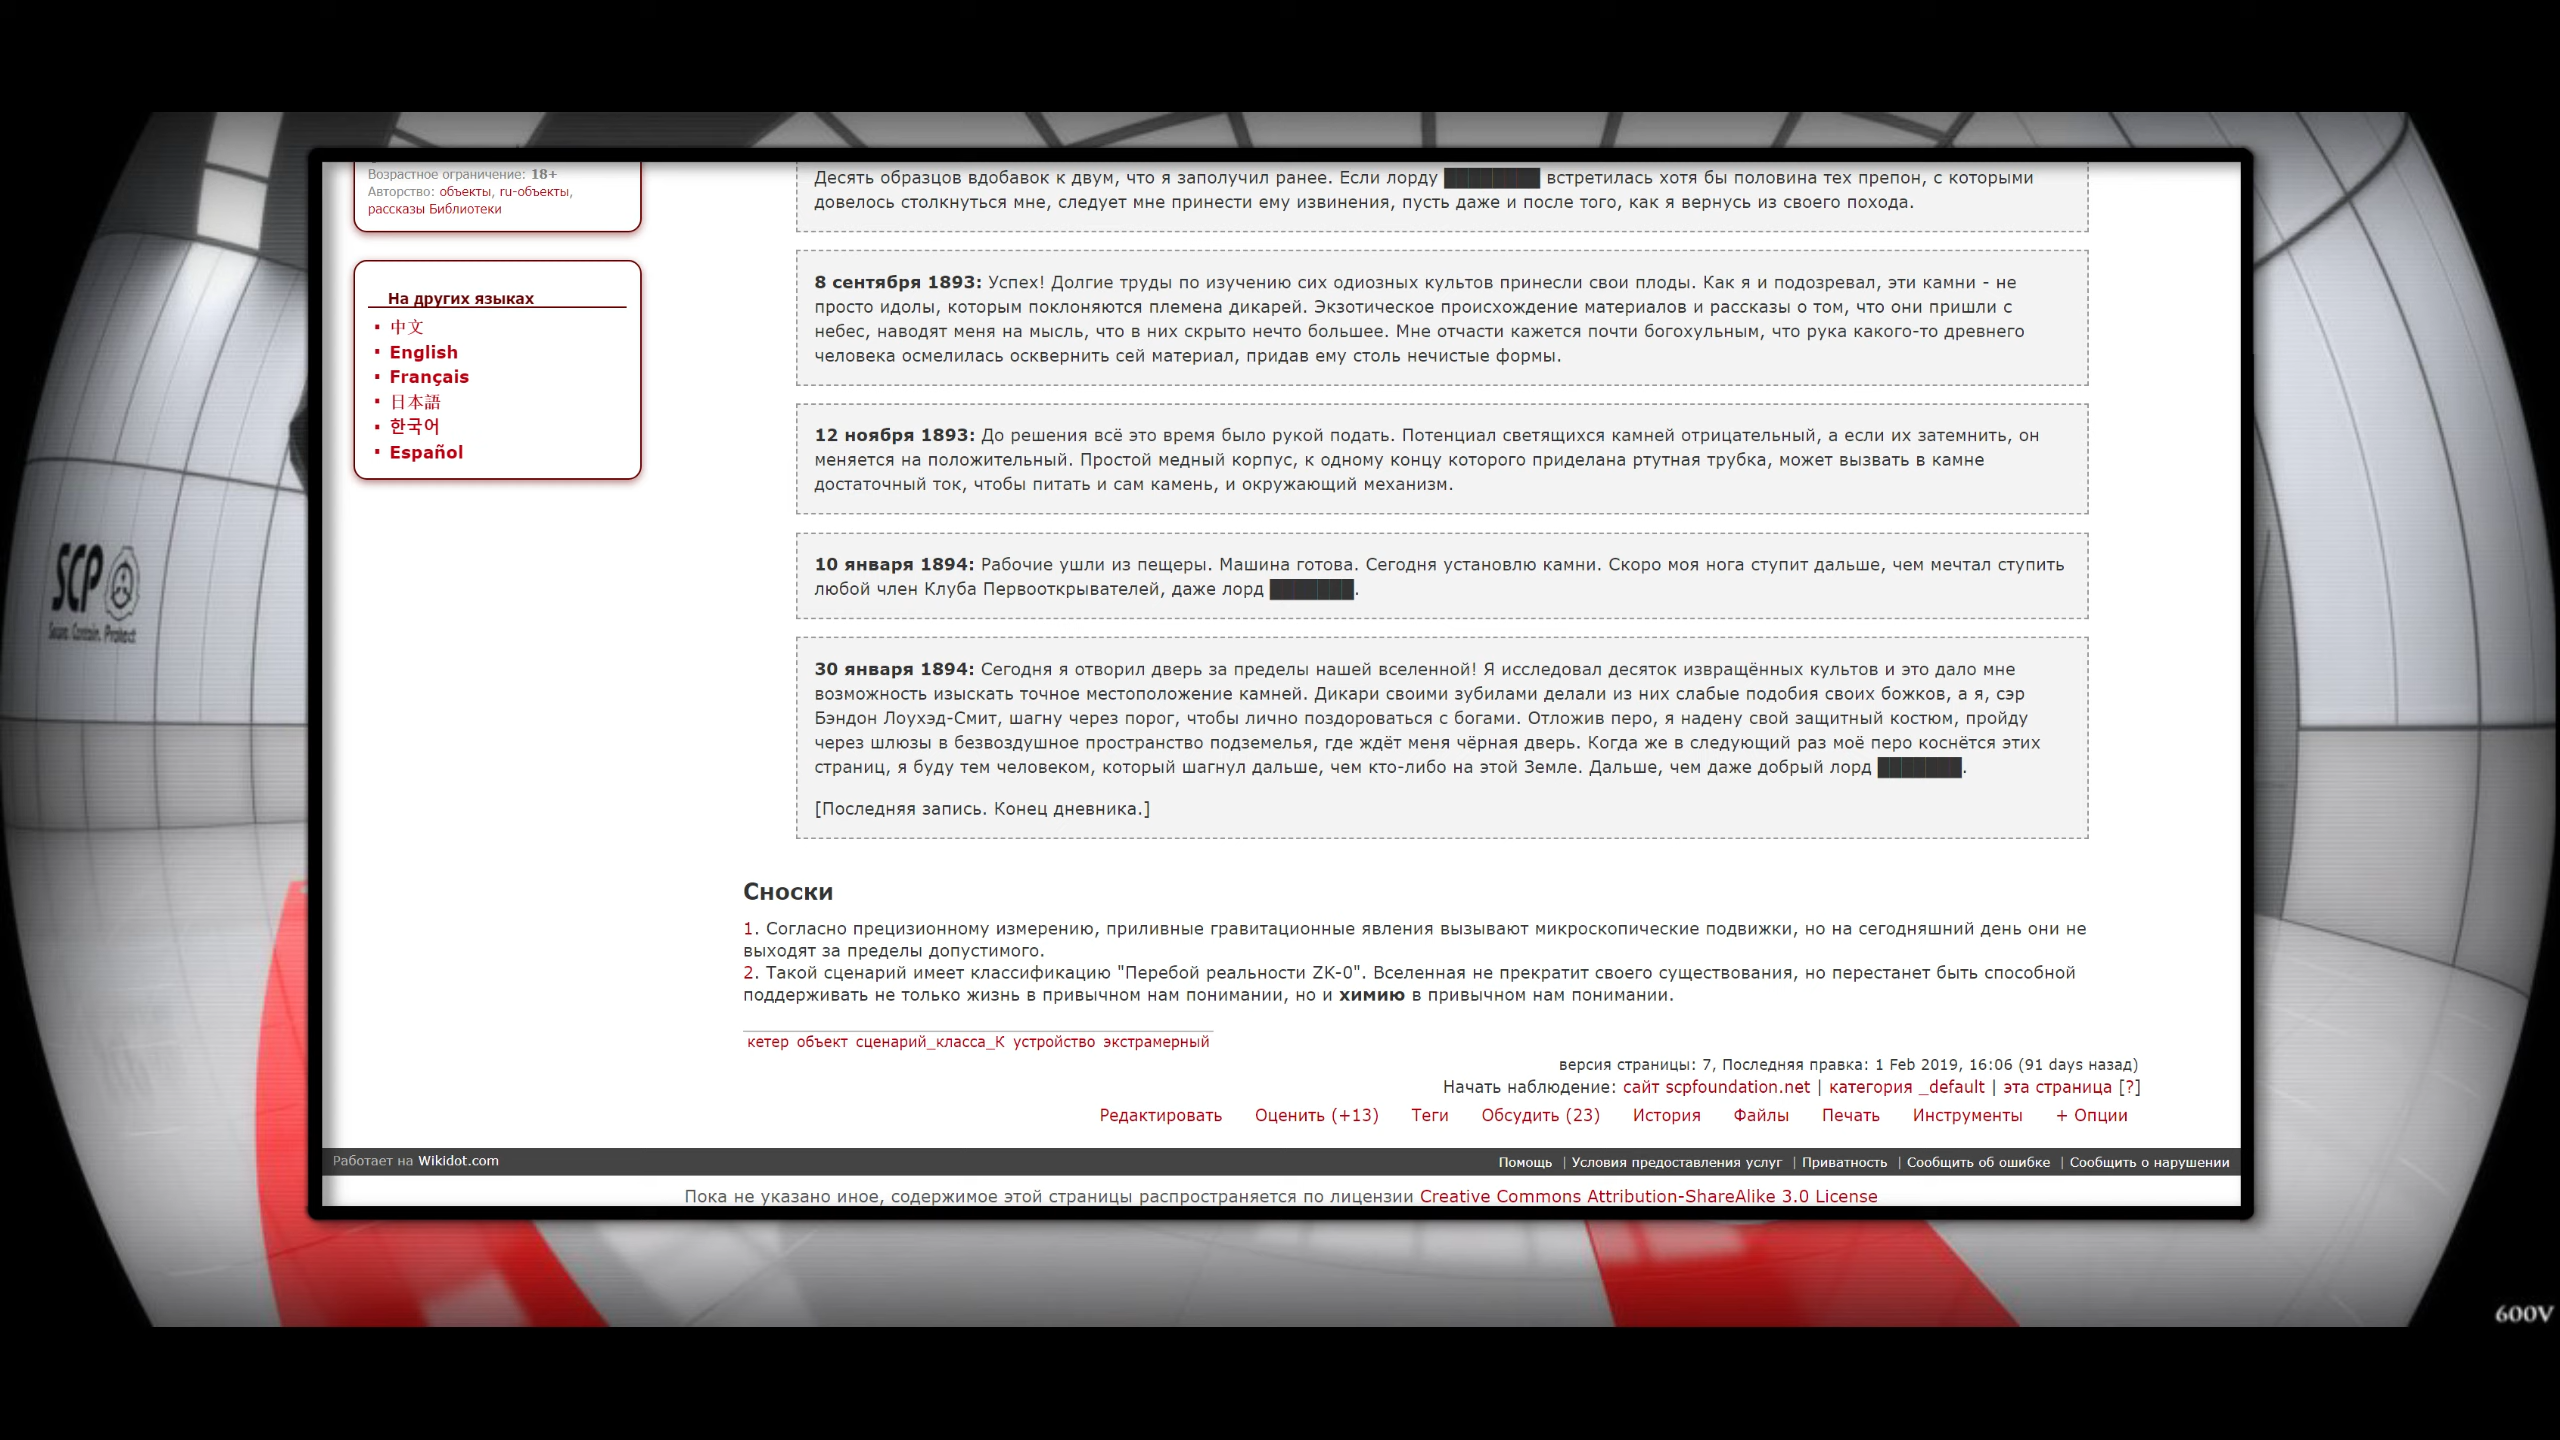 Возрастное ограничение: 18+
Авторство: объекты, ru-объекты,
рассказы Библиотеки
На других языках
中文
English
Français
日本語
한국어
Español
Десять образцов вдобавок к двум, что я заполучил ранее. Если лорду ████████ встретилась хотя бы половина тех препон, с которыми
довелось столкнуться мне, следует мне принести ему извинения, пусть даже и после того, как я вернусь из своего похода.
8 сентября 1893: Успех! Долгие труды по изучению сих одиозных культов принесли свои плоды. Как я и подозревал, эти камни - не
просто идолы, которым поклоняются племена дикарей. Экзотическое происхождение материалов и рассказы о том, что они пришли с
небес, наводят меня на мысль, что в них скрыто нечто большее. Мне отчасти кажется почти богохульным, что рука какого-то древнего
человека осмелилась осквернить сей материал, придав ему столь нечистые формы.
12 ноября 1893: До решения всё это время было рукой подать. Потенциал светящихся камней отрицательный, а если их затемнить, он
меняется на положительный. Простой медный корпус, к одному концу которого приделана ртутная трубка, может вызвать в камне
достаточный ток, чтобы питать и сам камень, и окружающий механизм.
10 января 1894: Рабочие ушли из пещеры. Машина готова. Сегодня установлю камни. Скоро моя нога ступит дальше, чем мечтал ступить
любой член Клуба Первооткрывателей, даже лорд ███████.
30 января 1894: Сегодня я отворил дверь за пределы нашей вселенной! Я исследовал десяток извращённых культов и это дало мне
возможность изыскать точное местоположение камней. Дикари своими зубилами делали из них слабые подобия своих божков, а я, сэр
Бэндон Лоухэд-Смит, шагну через порог, чтобы лично поздороваться с богами. Отложив перо, я надену свой защитный костюм, пройду
через шлюзы в безвоздушное пространство подземелья, где ждёт меня чёрная дверь. Когда же в следующий раз моё перо коснётся этих
страниц, я буду тем человеком, который шагнул дальше, чем кто-либо на этой Земле. Дальше, чем даже добрый лорд ███████.
[Последняя запись. Конец дневника.]
Сноски
1. Согласно прецизионному измерению, приливные гравитационные явления вызывают микроскопические подвижки, но на сегодняшний день они не
выходят за пределы допустимого.
2. Такой сценарий имеет классификацию "Перебой реальности ZK-0". Вселенная не прекратит своего существования, но перестанет быть способной
поддерживать не только жизнь в привычном нам понимании, но и химию в привычном нам понимании.
кетер объект сценарий_класса_К устройство экстрамерный
версия страницы: 7, Последняя правка: 1 Feb 2019, 16:06 (91 days назад)
Начать наблюдение: сайт scpfoundation.net | категория _default | эта страница [?]
Редактировать Оценить (+13) Теги Обсудить (23) История Файлы Печать Инструменты + Опции
Работает на Wikidot.com
Помощь | Условия предоставления услуг | Приватность | Сообщить об ошибке | Сообщить о нарушении
Пока не указано иное, содержимое этой страницы распространяется по лицензии Creative Commons Attribution-ShareAlike 3.0 License
SCP
Secure. Contain. Protect
600V